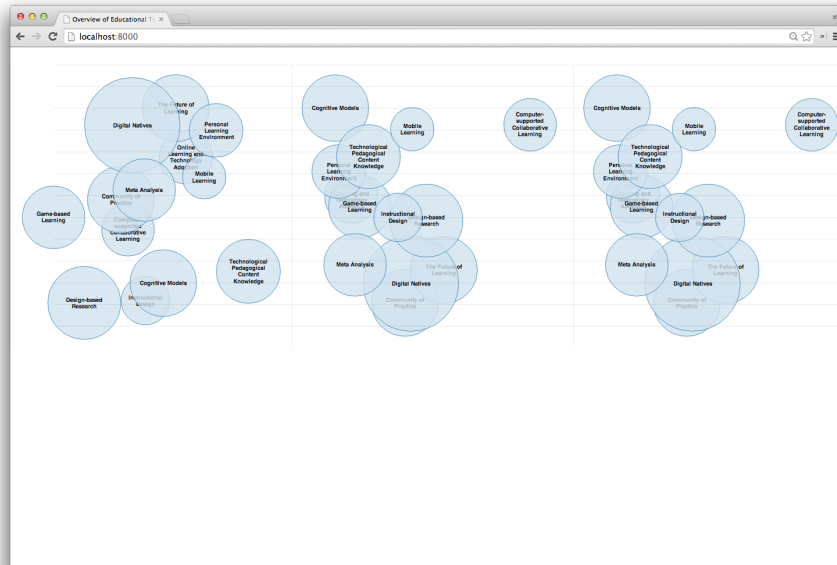 Overview of Educational Te
localhost:8000
The Future of
Learning
Digital Natives
Personal
Learning
Environment
Online
Learning and
Technology
Adoption
Mobile
Learning
Meta Analysis
Community of
Practice
Game-based
Learning
Computer-
supported
Collaborative
Learning
Technological
Pedagogical
Content
Knowledge
Cognitive Models
Design-based
Research
Instructional
Design
Cognitive Models
Mobile
Learning
Computer-
supported
Collaborative
Learning
Technological
Pedagogical
Content
Knowledge
Personal
Learning
Environment
Game-based
Learning
Instructional
Design
Design-based
Research
Meta Analysis
The Future of
Learning
Digital Natives
Community of
Practice
Cognitive Models
Mobile
Learning
Computer-
supported
Collaborative
Learning
Technological
Pedagogical
Content
Knowledge
Personal
Learning
Environment
Game-based
Learning
Instructional
Design
Design-based
Research
Meta Analysis
The Future of
Learning
Digital Natives
Community of
Practice